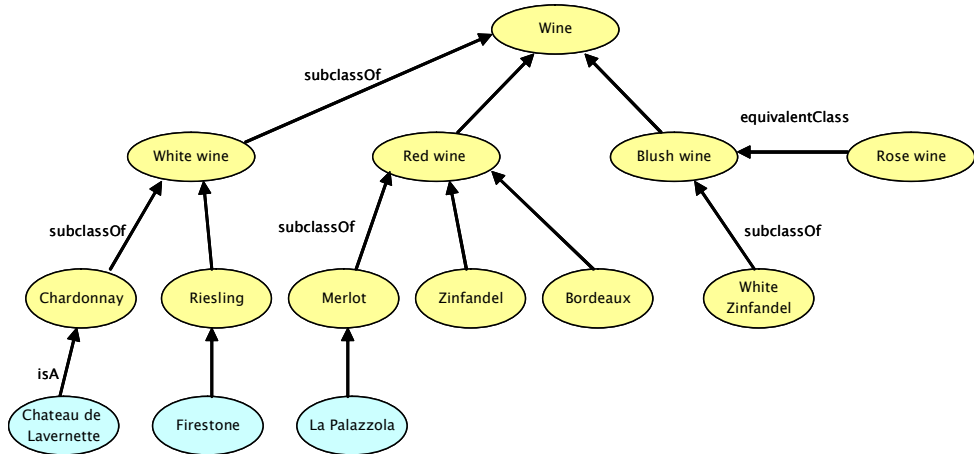 Wine
subclassOf
equivalentClass
White wine
Red wine
Blush wine
Rose wine
subclassOf
subclassOf
subclassOf
Chardonnay
Riesling
Merlot
Zinfandel
Bordeaux
White
Zinfandel
isA
Chateau de
Lavernette
Firestone
La Palazzola